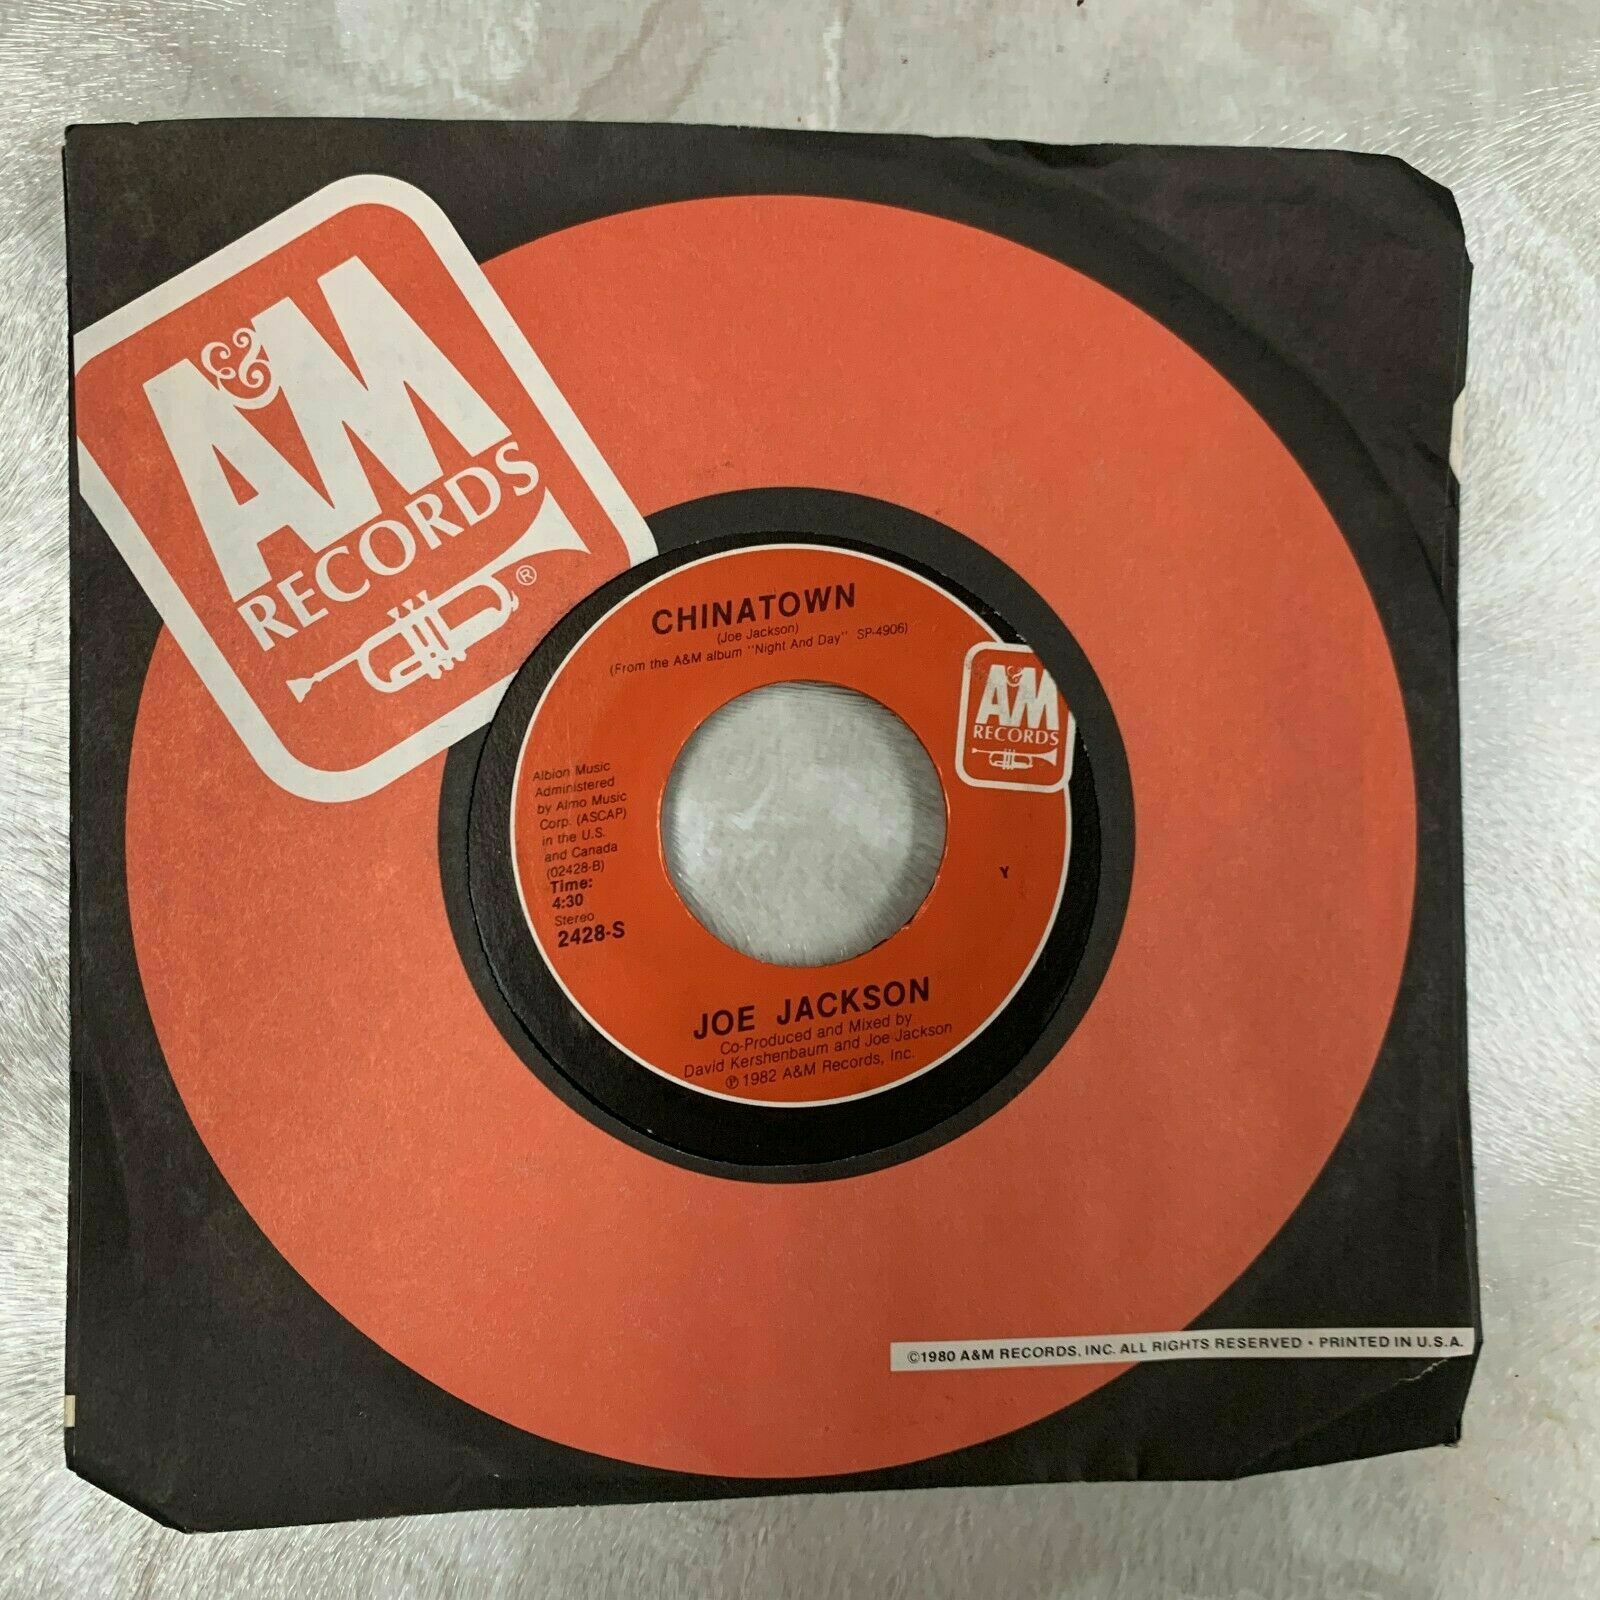 A&M
RECORDS
®
CHINATOWN
(Joe Jackson)
(From the A&M album "Night And Day" SP-4906)
A&M
RECORDS
Albion Music
Administered
by Almo Music
Corp. (ASCAP)
in the U.S.
and Canada
(02428-B)
Time:
4:30
Stereo
2428-S
Y
JOE JACKSON
Co-Produced and Mixed by
David Kershenbaum and Joe Jackson
℗ 1982 A&M Records, Inc.
©1980 A&M RECORDS, INC. ALL RIGHTS RESERVED • PRINTED IN U.S.A.